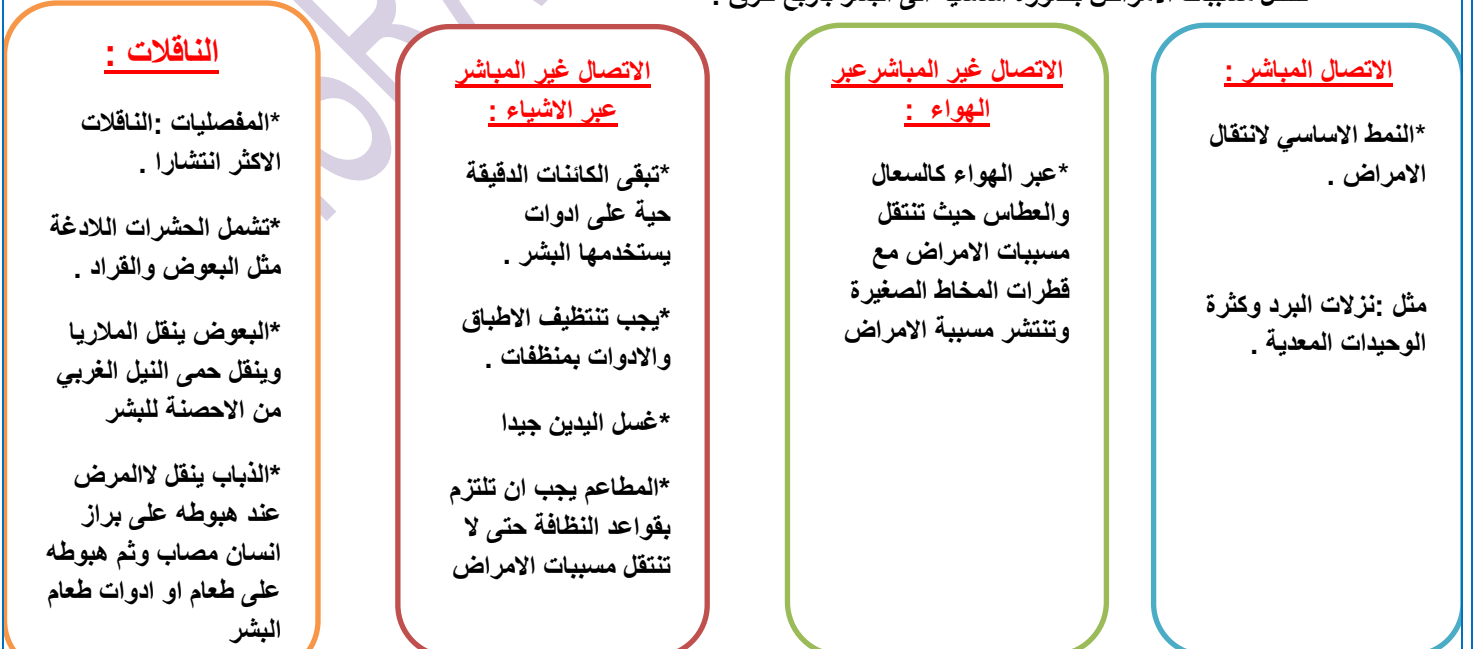 الامراض
الاتصال المباشر :
*النمط الاساسي لانتقال
الامراض .
مثل :نزلات البرد وكثرة
الوحيدات المعدية .
الاتصال غير المباشرعبر
الهواء :
*عبر الهواء كالسعال
والعطاس حيث تنتقل
مسببات الامراض مع
قطرات المخاط الصغيرة
وتنتشر مسببة الامراض
الاتصال غير المباشر
عبر الاشياء :
*تبقى الكائنات الدقيقة
حية على ادوات
يستخدمها البشر .
*يجب تنتظيف الاطباق
والادوات بمنظفات .
*غسل اليدين جيدا
*المطاعم يجب ان تلتزم
بقواعد النظافة حتى لا
تنتقل مسببات الامراض
الناقلات :
*المفصليات :الناقلات
الاكثر انتشارا .
*تشمل الحشرات اللادغة
مثل البعوض والقراد .
*البعوض ينقل الملاريا
وينقل حمى النيل الغربي
من الاحصنة للبشر
*الذباب ينقل لاالمرض
عند هبوطه على براز
انسان مصاب وثم هبوطه
على طعام او ادوات طعام
البشر